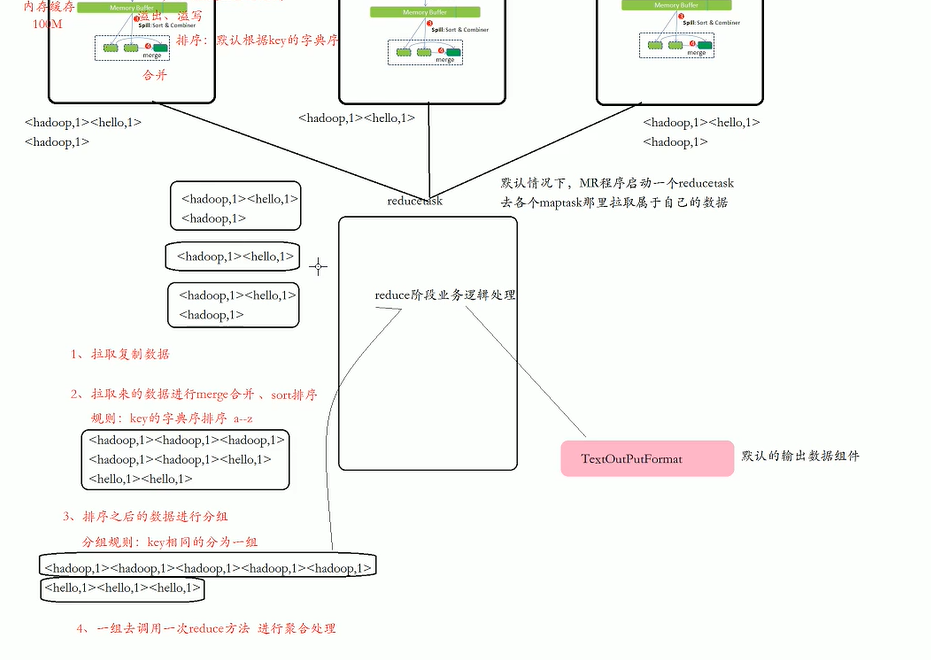 内存缓存
100M
Memory Buffer
溢出、溢写
Spill: Sort & Combiner
排序：默认根据key的字典序
merge
合并
Memory Buffer
Spill: Sort & Combiner
merge
Memory Buffer
Spill: Sort & Combiner
merge
<hadoop,1><hello,1>
<hadoop,1>
<hadoop,1><hello,1>
<hadoop,1><hello,1>
<hadoop,1>
默认情况下，MR程序启动一个reducetask
去各个maptask那里拉取属于自己的数据
reducetask
<hadoop,1><hello,1>
<hadoop,1>
<hadoop,1><hello,1>
<hadoop,1><hello,1>
<hadoop,1>
reduce阶段业务逻辑处理
1、拉取复制数据
2、拉取来的数据进行merge合并、sort排序
规则：key的字典序排序 a--z
<hadoop,1><hadoop,1><hadoop,1>
<hadoop,1><hadoop,1><hello,1>
<hello,1><hello,1>
TextOutPutFormat
默认的输出数据组件
3、排序之后的数据进行分组
分组规则：key相同的分为一组
<hadoop,1><hadoop,1><hadoop,1><hadoop,1><hadoop,1>
<hello,1><hello,1><hello,1>
4、一组去调用一次reduce方法 进行聚合处理